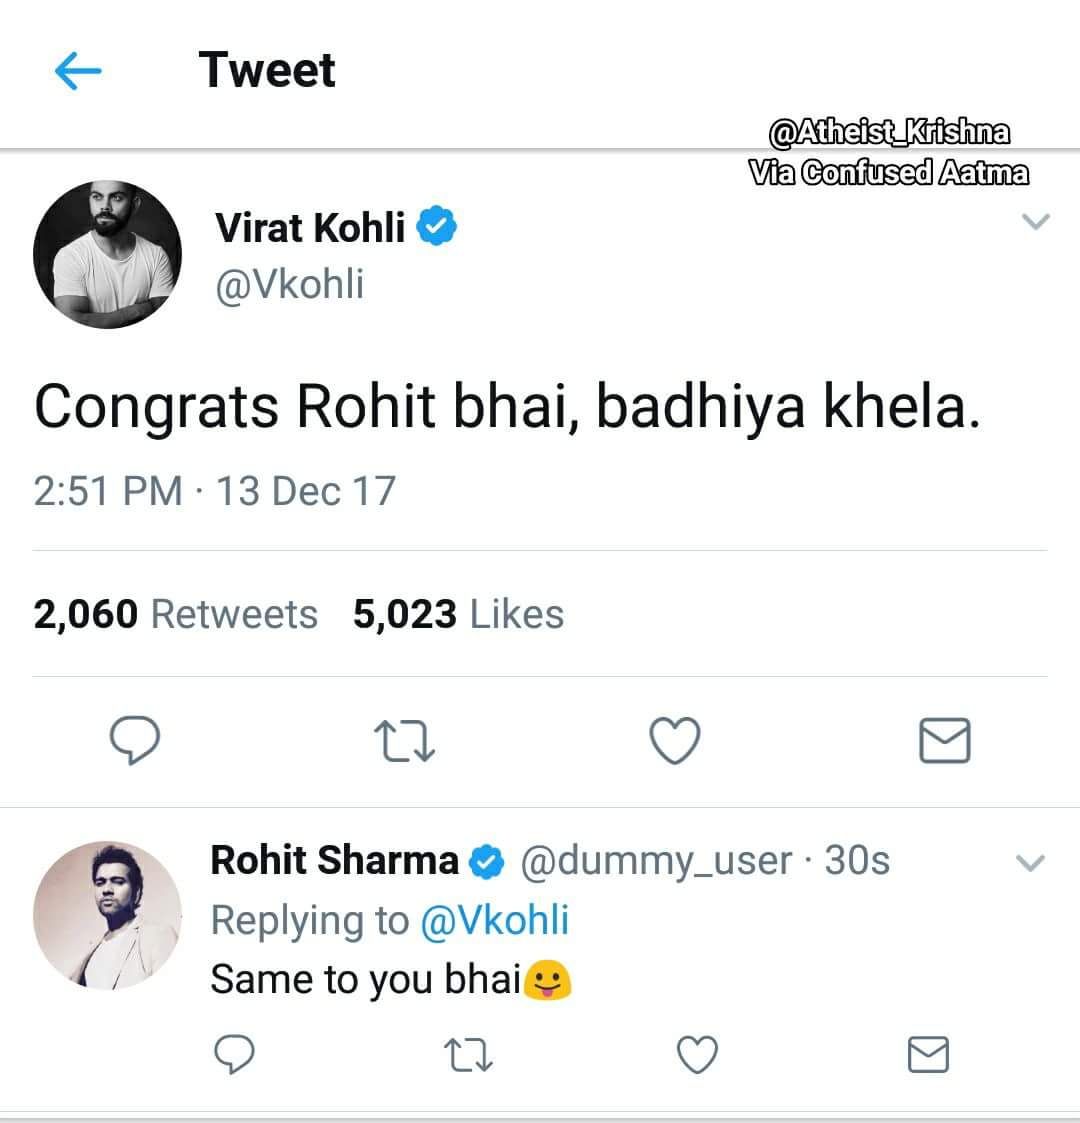 Tweet
@Atheist_Krishna
Via Confused Aatma
Virat Kohli
@Vkohli
Congrats Rohit bhai, badhiya khela.
2:51 PM · 13 Dec 17
2,060 Retweets 5,023 Likes
Rohit Sharma @dummy_user · 30s
Replying to @Vkohli
Same to you bhai😛